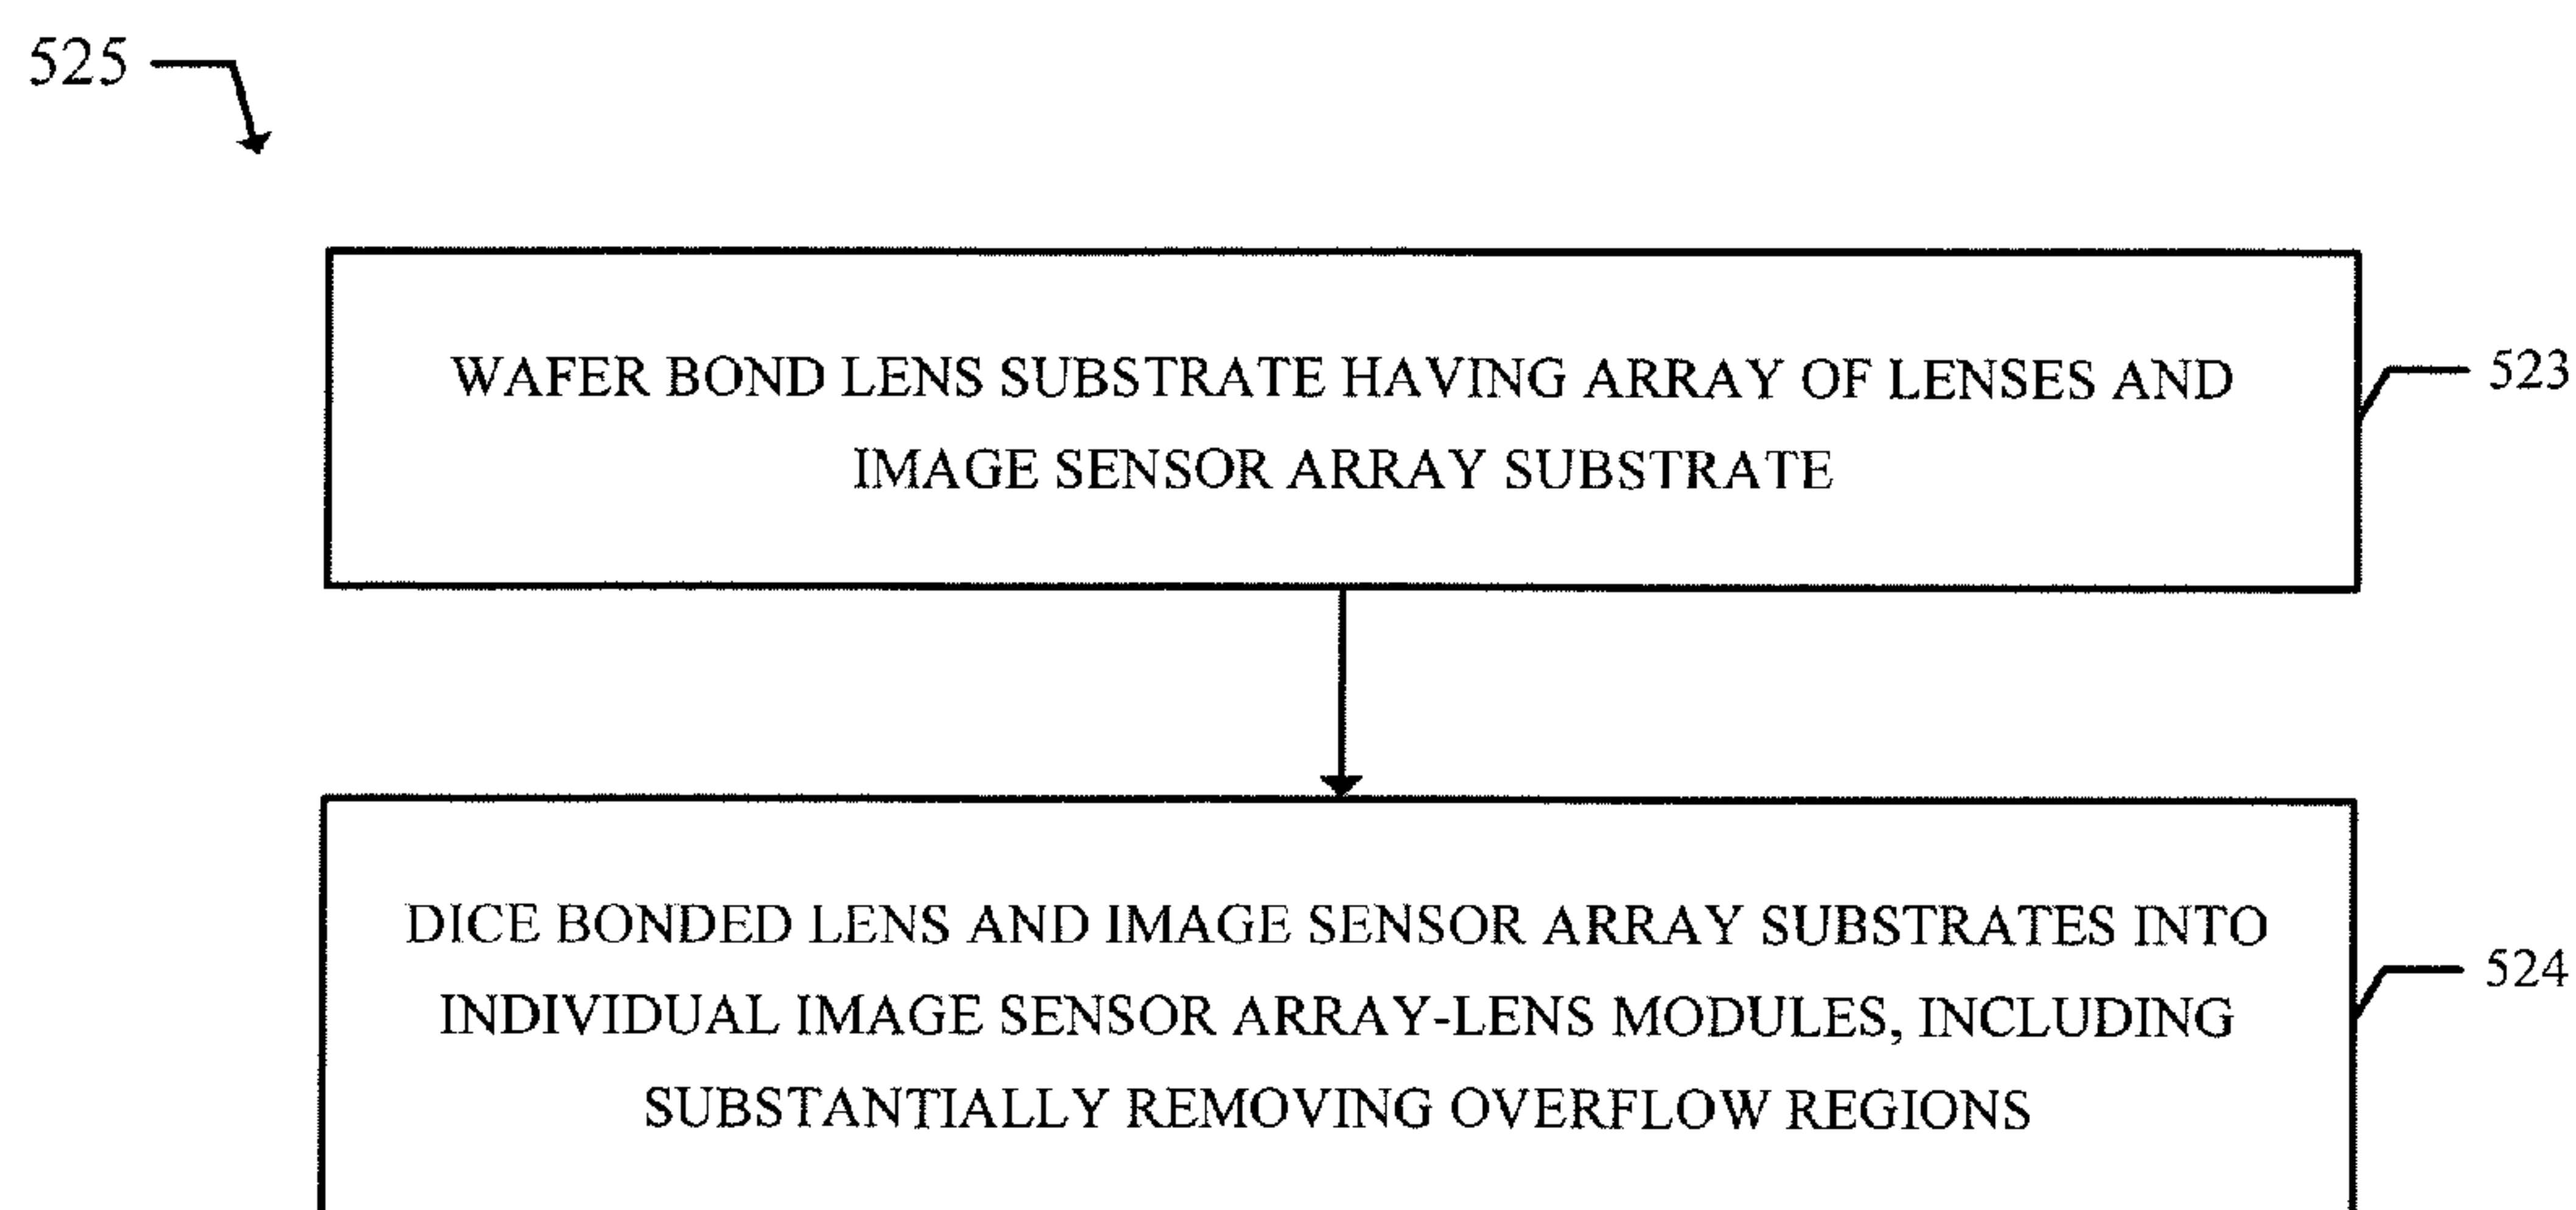 525
WAFER BOND LENS SUBSTRATE HAVING ARRAY OF LENSES AND
IMAGE SENSOR ARRAY SUBSTRATE
523
DICE BONDED LENS AND IMAGE SENSOR ARRAY SUBSTRATES INTO
INDIVIDUAL IMAGE SENSOR ARRAY-LENS MODULES, INCLUDING
SUBSTANTIALLY REMOVING OVERFLOW REGIONS
524